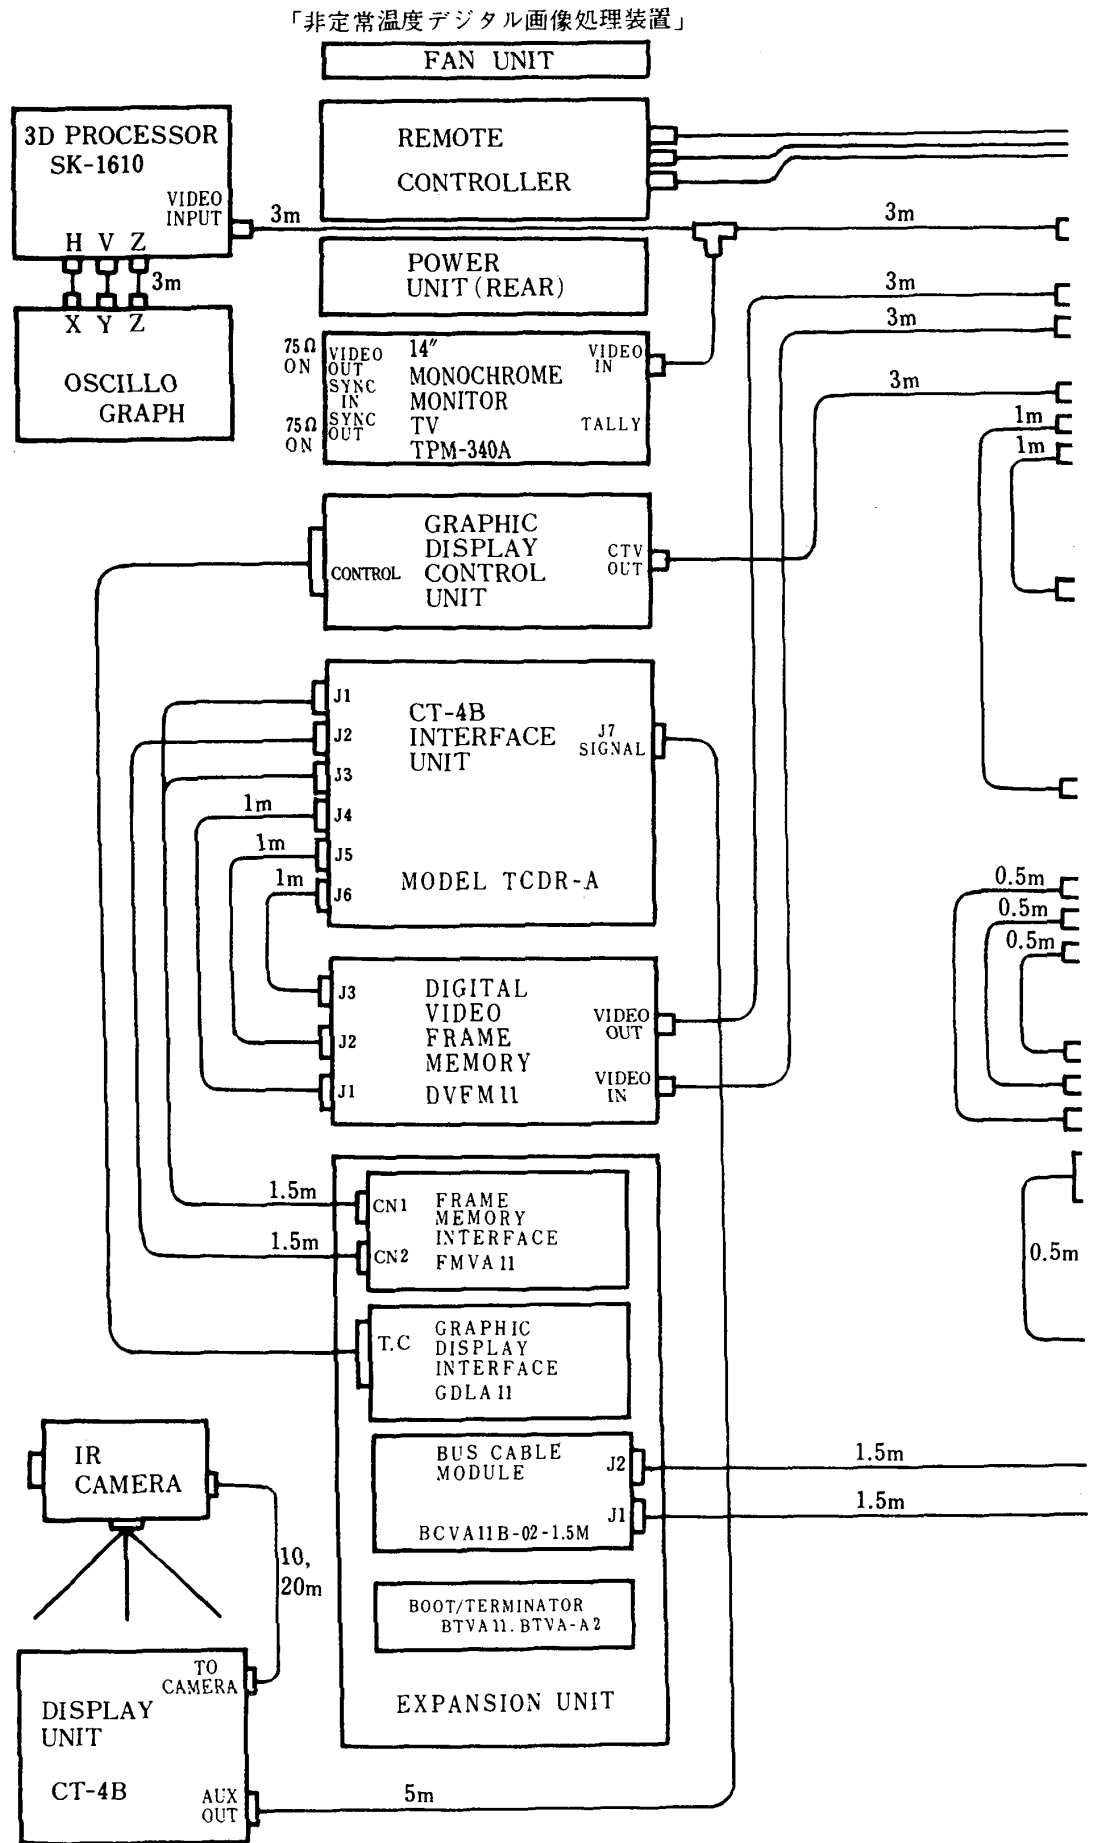 「非定常温度デジタル画像処理装置」
FAN UNIT
REMOTE
CONTROLLER
3D PROCESSOR
SK-1610
VIDEO
INPUT
H V Z
3m
X Y Z
OSCILLO
GRAPH
3m
3m
POWER
UNIT (REAR)
3m
3m
75Ω
ON
75Ω
ON
VIDEO
OUT
SYNC
IN
SYNC
OUT
14″
MONOCHROME
MONITOR
TV
TPM-340A
VIDEO
IN
TALLY
3m
1m
1m
CONTROL
GRAPHIC
DISPLAY
CONTROL
UNIT
CTV
OUT
J1
J2
J3
J4
J5
J6
1m
1m
1m
CT-4B
INTERFACE
UNIT
J7
SIGNAL
MODEL TCDR-A
0.5m
0.5m
0.5m
J3
J2
J1
DIGITAL
VIDEO
FRAME
MEMORY
DVFM11
VIDEO
OUT
VIDEO
IN
1.5m
1.5m
CN1
CN2
FRAME
MEMORY
INTERFACE
FMVA11
0.5m
T.C
GRAPHIC
DISPLAY
INTERFACE
GDLA11
BUS CABLE
MODULE
J2
J1
BCVA11B-02-1.5M
1.5m
1.5m
BOOT/TERMINATOR
BTVA11. BTVA-A2
EXPANSION UNIT
IR
CAMERA
10,
20m
TO
CAMERA
DISPLAY
UNIT
CT-4B
AUX
OUT
5m